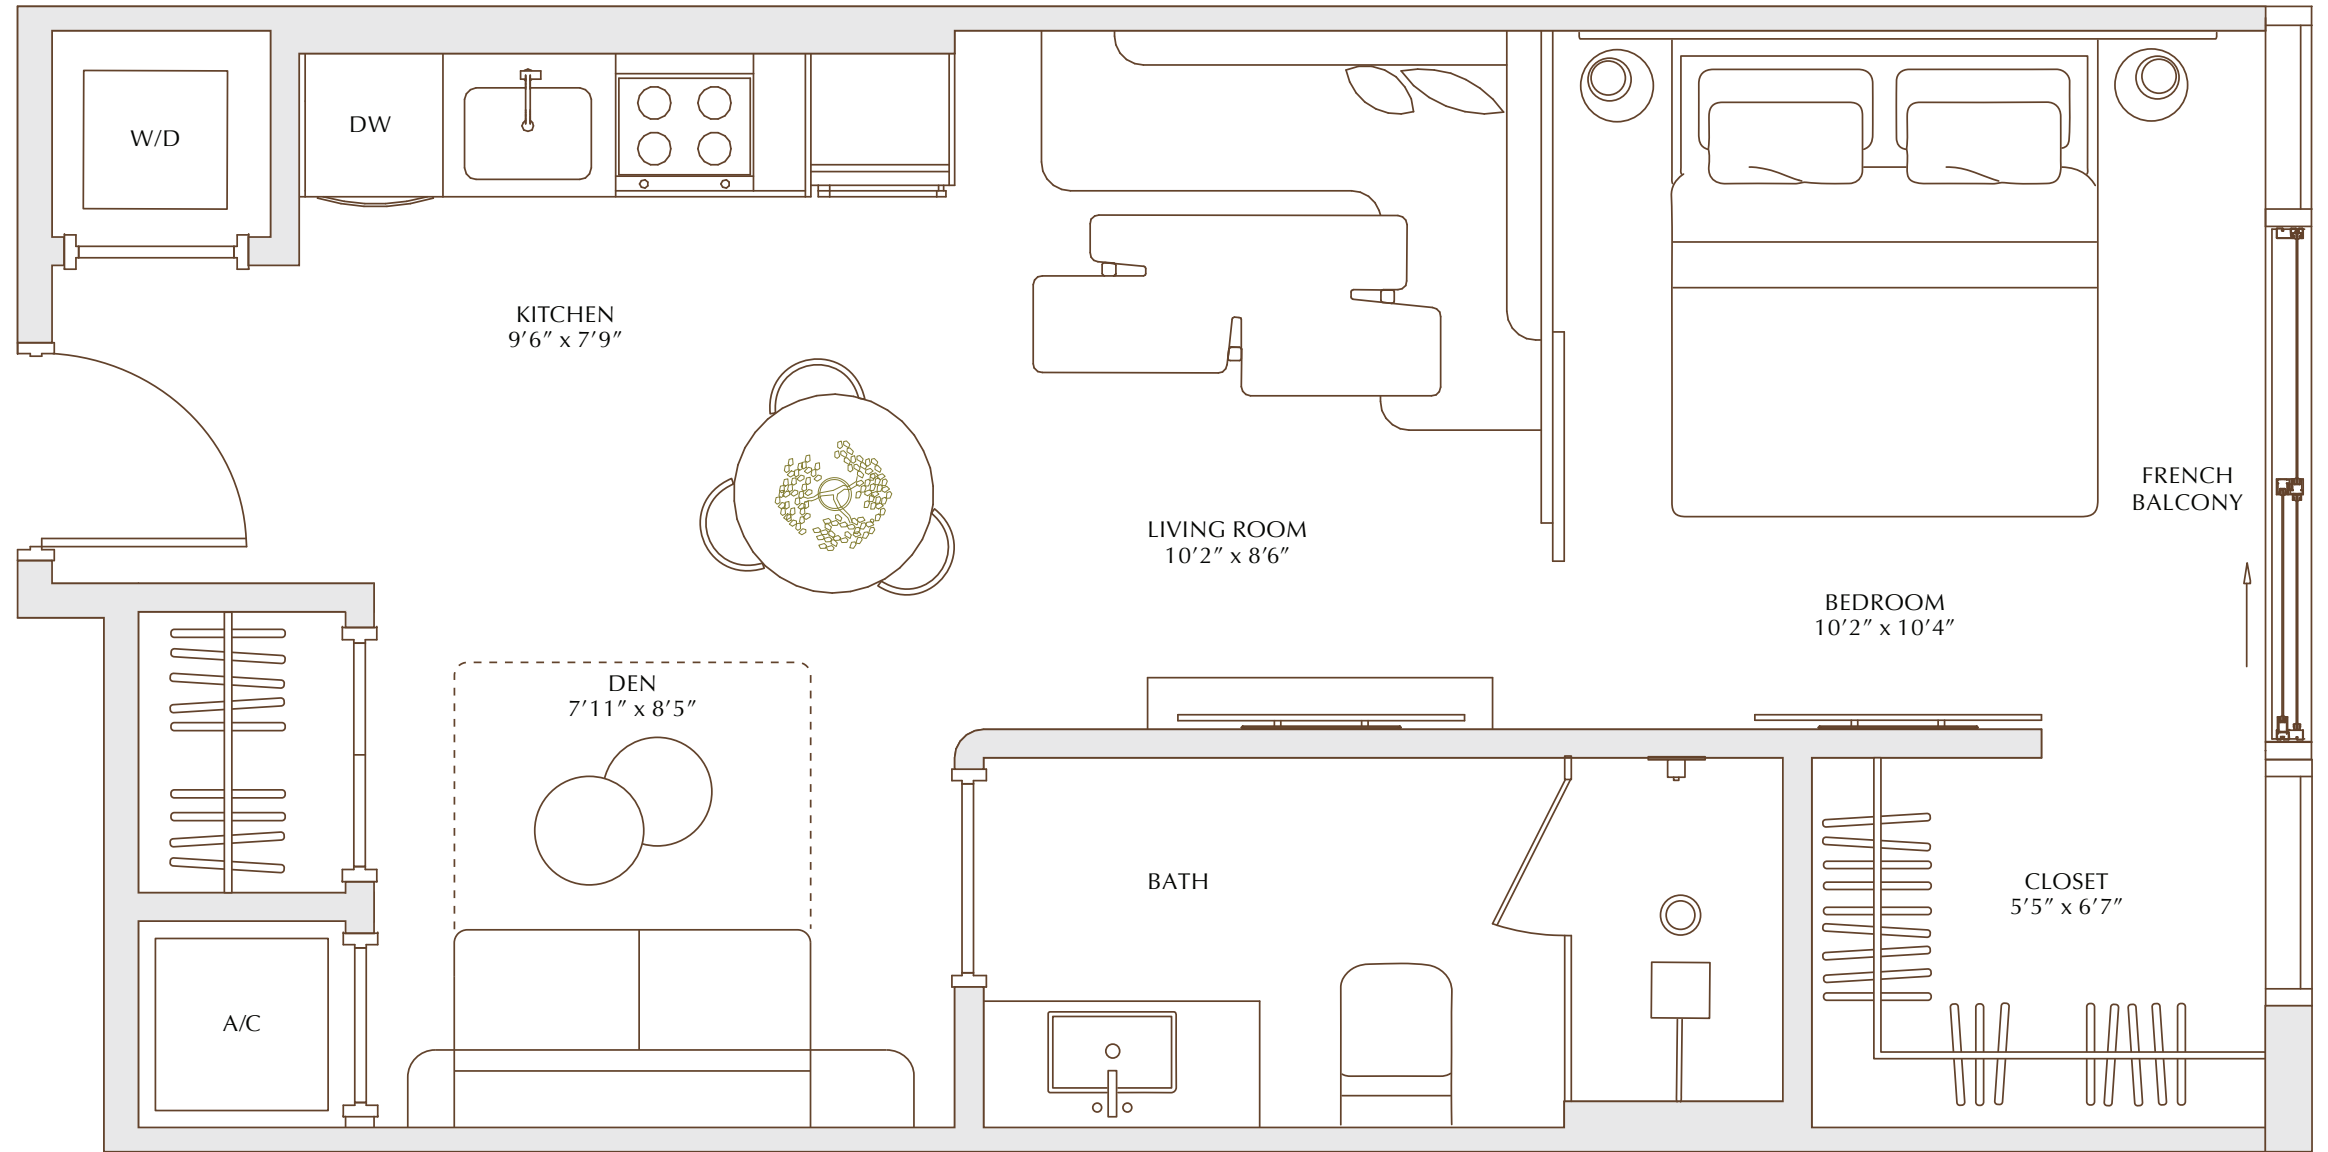 W/D
DW
KITCHEN
9’6” x 7’9”
LIVING ROOM
10’2” x 8’6”
FRENCH
BALCONY
BEDROOM
10’2” x 10’4”
DEN
7’11” x 8’5”
BATH
CLOSET
5’5” x 6’7”
A/C